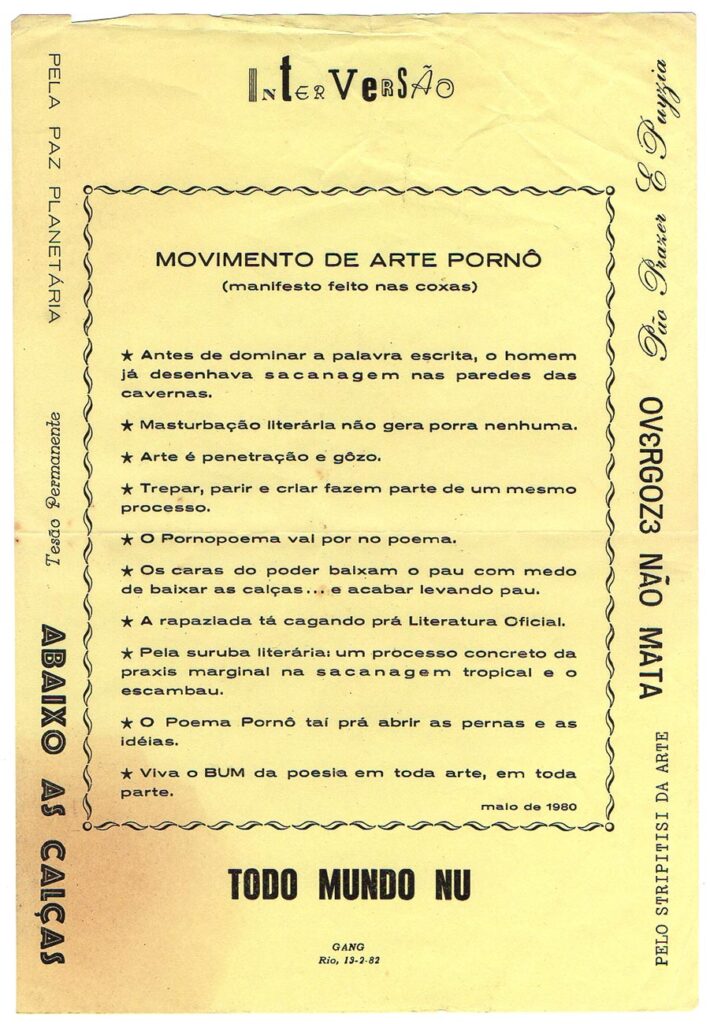 InterVersão
PELA PAZ PLANETÁRIA
Tesão Permanente
ABAIXO AS CALÇAS
MOVIMENTO DE ARTE PORNÔ
(manifesto feito nas coxas)
★ Antes de dominar a palavra escrita, o homem
já desenhava sacanagem nas paredes das
cavernas.
★ Masturbação literária não gera porra nenhuma.
★ Arte é penetração e gôzo.
★ Trepar, parir e criar fazem parte de um mesmo
processo.
★ O Pornopoema vai por no poema.
★ Os caras do poder baixam o pau com medo
de baixar as calças... e acabar levando pau.
★ A rapaziada tá cagando prá Literatura Oficial.
★ Pela suruba literária: um processo concreto da
praxis marginal na sacanagem tropical e o
escambau.
★ O Poema Pornô taí prá abrir as pernas e as
idéias.
★ Viva o BUM da poesia em toda arte, em toda
parte.
maio de 1980
OVERGOZE NÃO MATA
PELO STRIPITISI DA ARTE
TODO MUNDO NU
GANG
Rio, 13-2-82